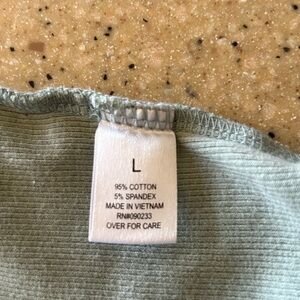 L
95% COTTON
5% SPANDEX
MADE IN VIETNAM
RN#090233
OVER FOR CARE